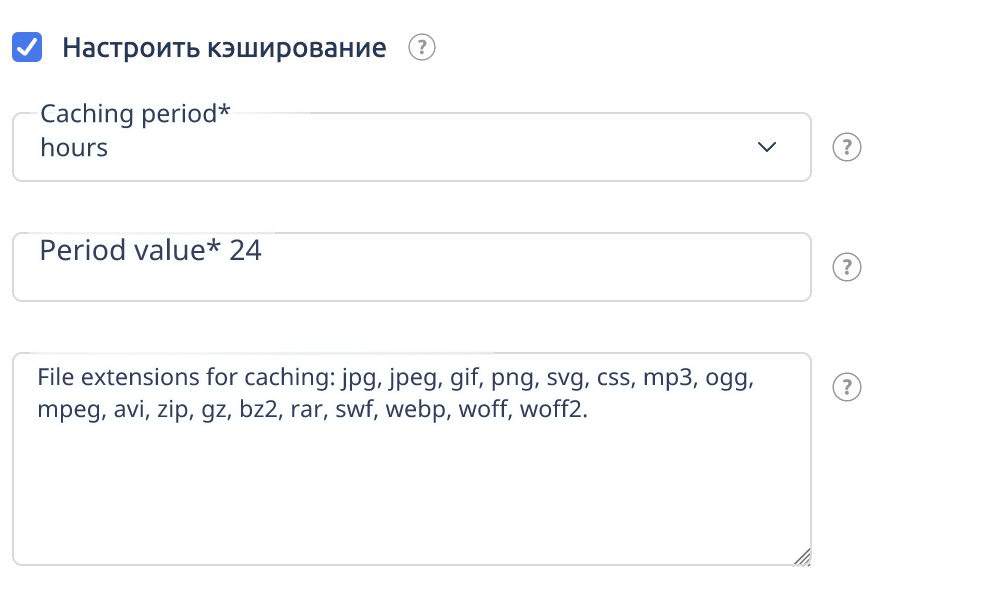 Настроить кэширование ?
Caching period*
hours
?
Period value* 24
?
File extensions for caching: jpg, jpeg, gif, png, svg, css, mp3, ogg,
mpeg, avi, zip, gz, bz2, rar, swf, webp, woff, woff2.
?